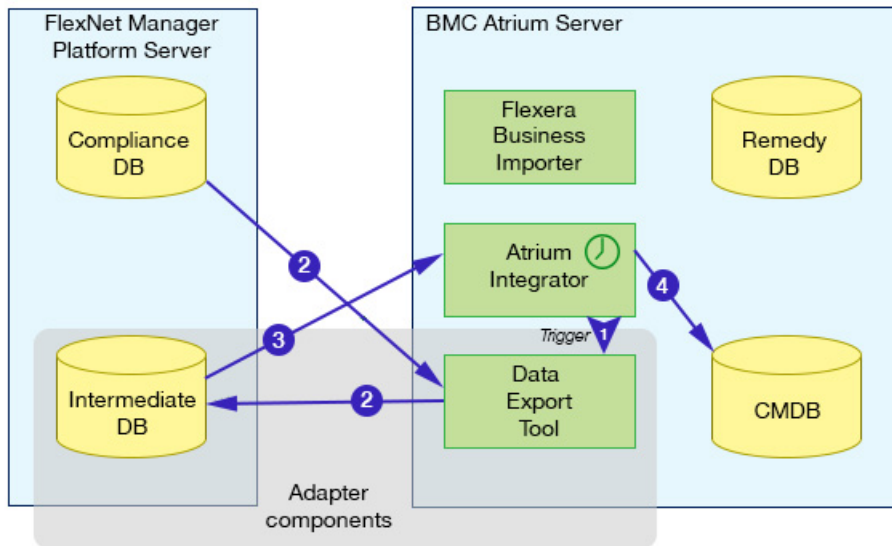 FlexNet Manager
Platform Server
BMC Atrium Server
Compliance
DB
Flexera
Business
Importer
Remedy
DB
2
Atrium
Integrator
4
3
Trigger
1
Intermediate
DB
2
Data
Export
Tool
CMDB
Adapter
components